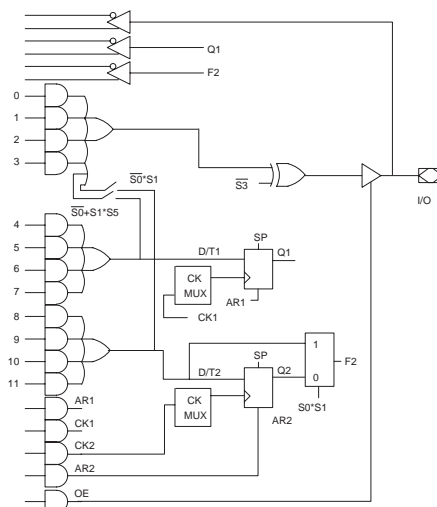 Q1
F2
0
1
2
3
S0*S1
S0+S1*S5
S3
I/O
4
5
6
7
8
9
10
11
D/T1
SP
Q1
CK
MUX
CK1
AR1
D/T2
SP
Q2
CK
MUX
AR2
1
0
F2
S0*S1
AR1
CK1
CK2
AR2
OE